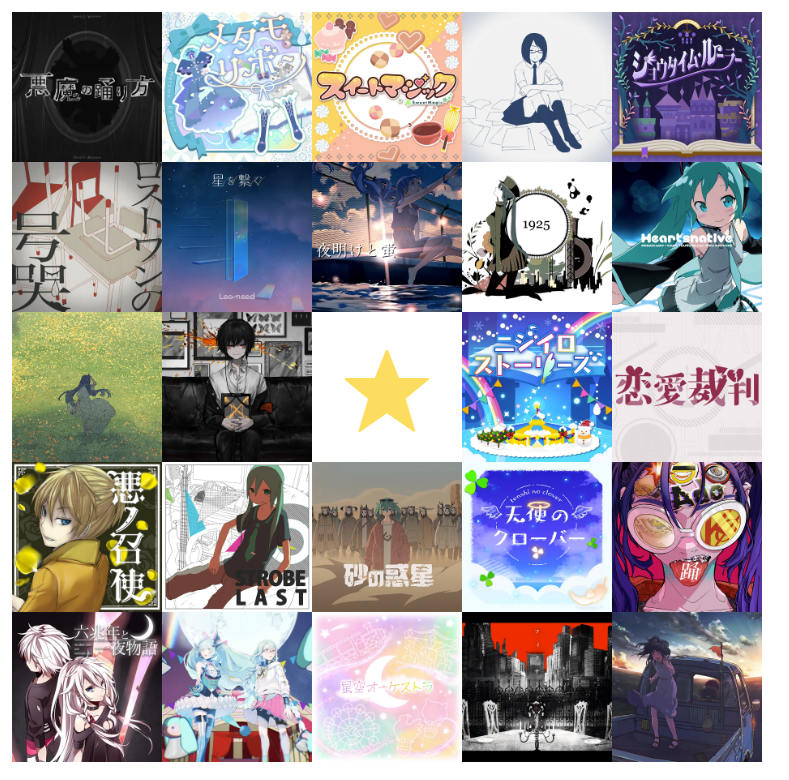 悪魔の踊り方
メタモ
リボン
スイートマジック
Sweet Magic
ショウタイム・ルーラー
ロストワンの
号哭
星を繋ぐ
Leo/need
夜明けと蛍
1925
Heartsnative
ニジイロ
ストーリーズ
恋愛裁判
悪ノ召使
STROBE
LAST
砂の惑星
tenshi no clover
天使の
クローバー
Ado
踊
六兆年と
一夜物語
星空オーケストラ